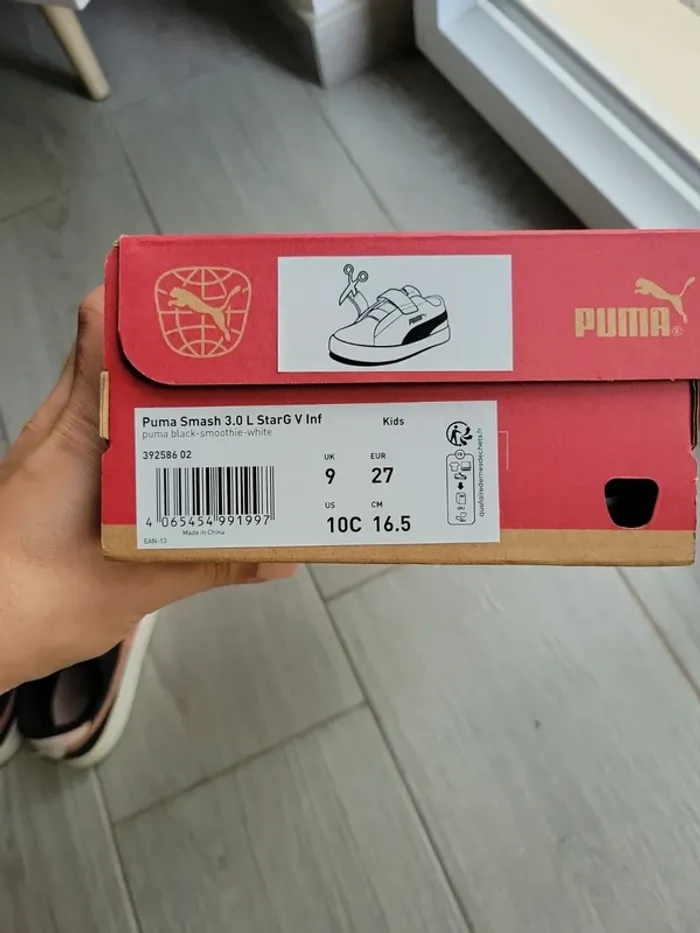 PUMA®
Puma Smash 3.0 L StarG V Inf
Kids
puma black-smoothie-white
392586 02
UK
EUR
9
27
US
CM
10C
16.5
4 065454 991997
Made in China
EAN-13
quefairedemesdechets.fr